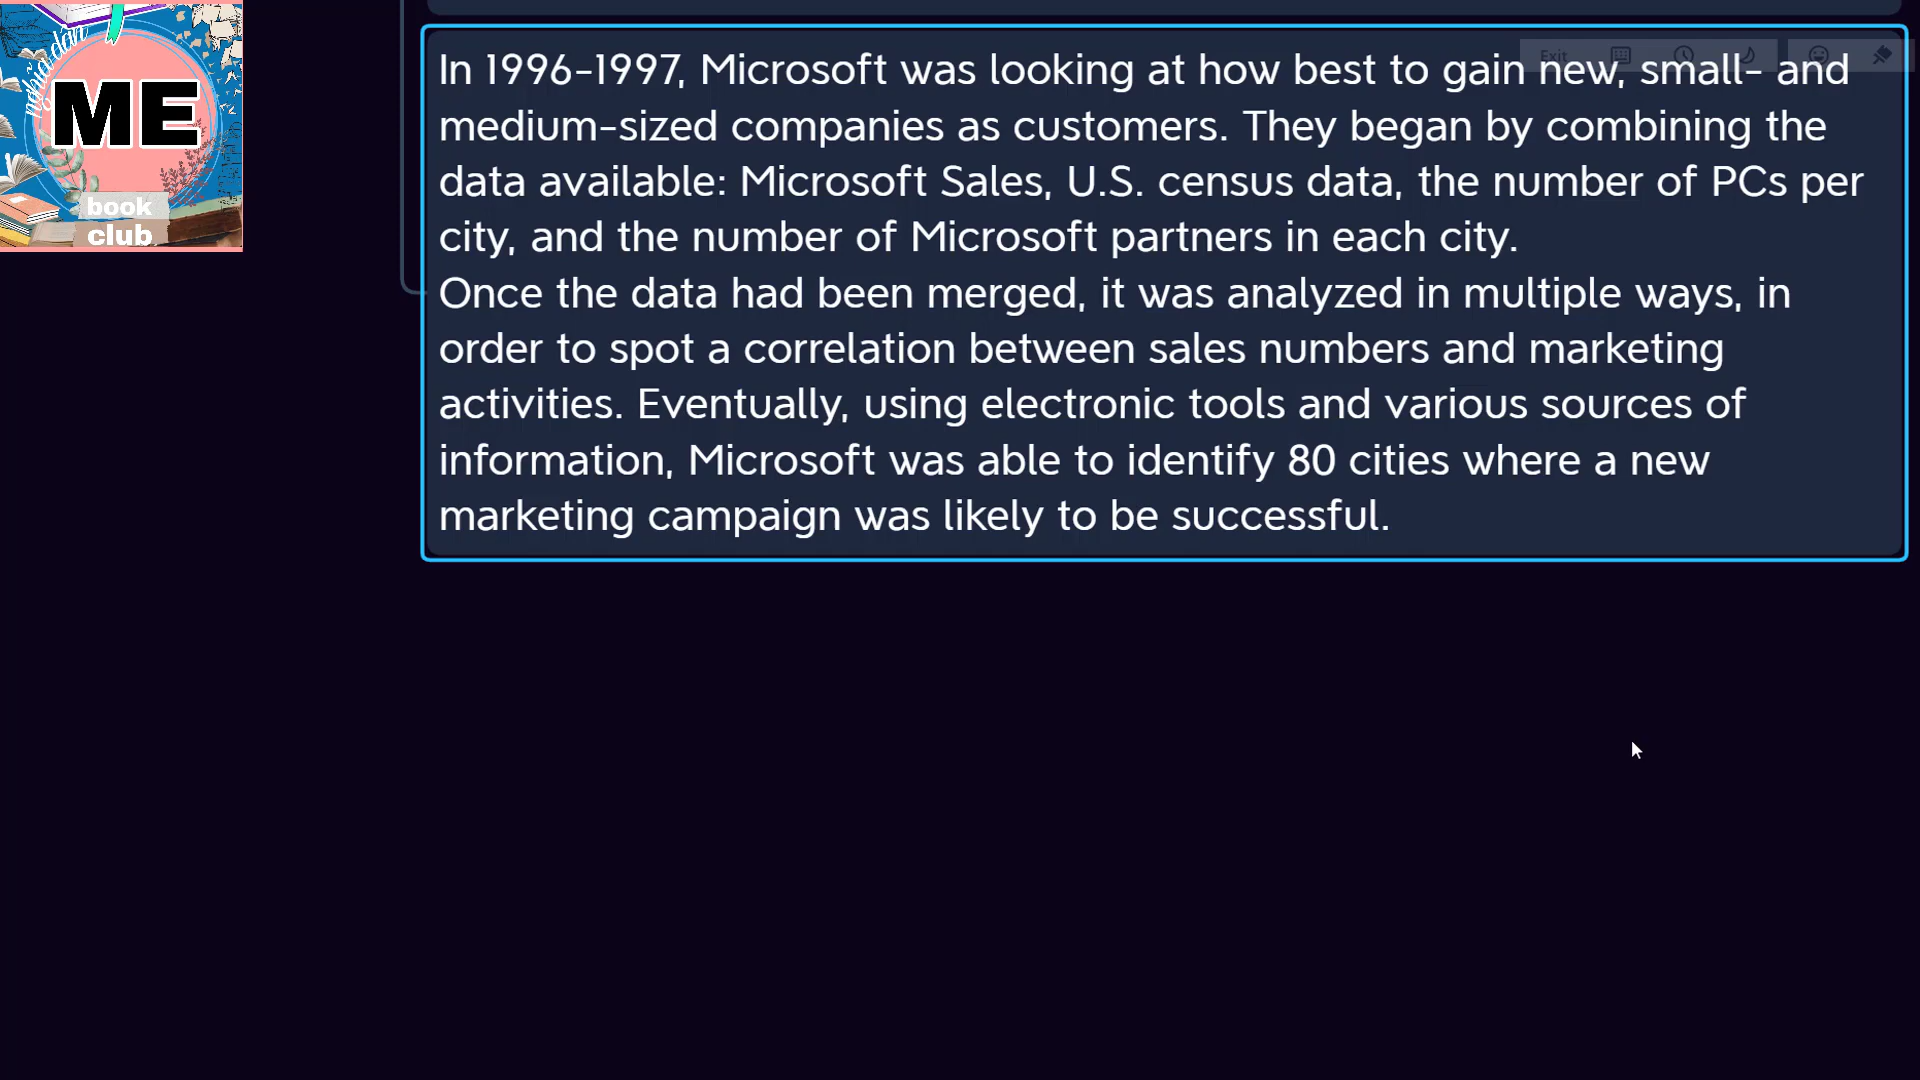 nghĩa dân
ME
book
club
Exit
In 1996-1997, Microsoft was looking at how best to gain new, small- and
medium-sized companies as customers. They began by combining the
data available: Microsoft Sales, U.S. census data, the number of PCs per
city, and the number of Microsoft partners in each city.
Once the data had been merged, it was analyzed in multiple ways, in
order to spot a correlation between sales numbers and marketing
activities. Eventually, using electronic tools and various sources of
information, Microsoft was able to identify 80 cities where a new
marketing campaign was likely to be successful.